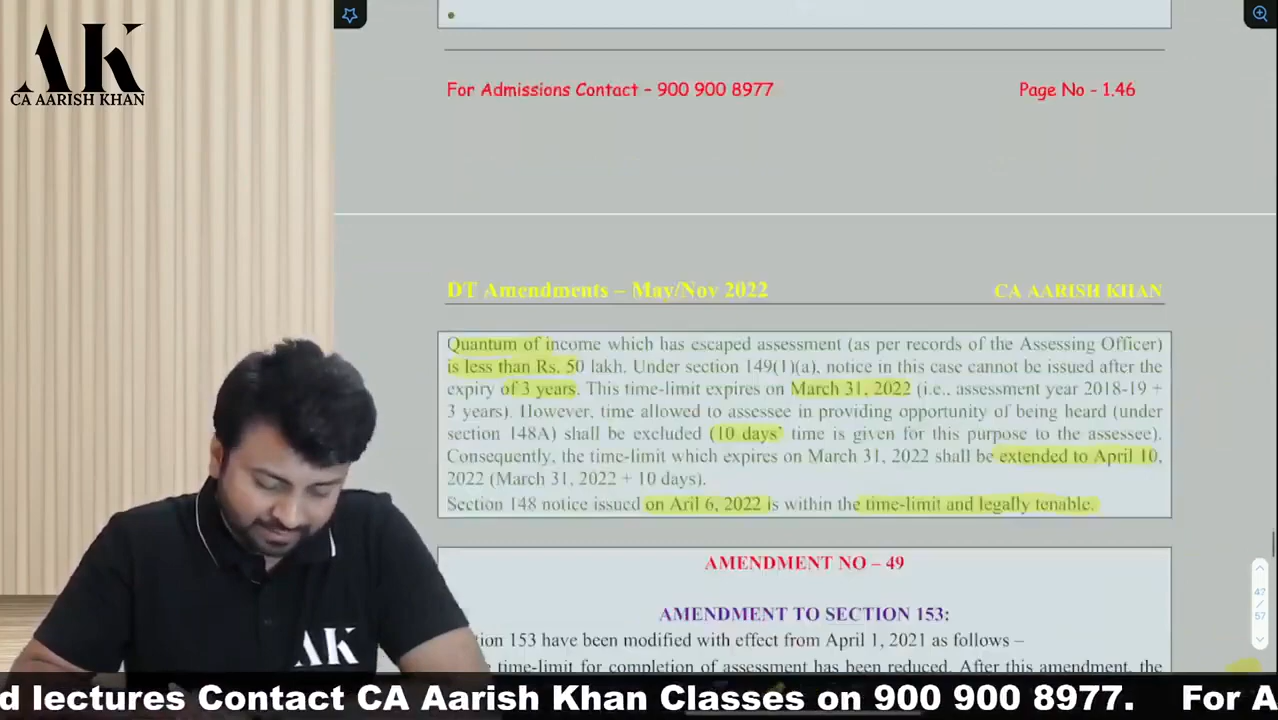 AK
CA AARISH KHAN
For Admissions Contact – 900 900 8977
Page No - 1.46
DT Amendments – May/Nov 2022
CA AARISH KHAN
Quantum of income which has escaped assessment (as per records of the Assessing Officer)
is less than Rs. 50 lakh. Under section 149(1)(a), notice in this case cannot be issued after the
expiry of 3 years. This time-limit expires on March 31, 2022 (i.e., assessment year 2018-19 +
3 years). However, time allowed to assessee in providing opportunity of being heard (under
section 148A) shall be excluded (10 days' time is given for this purpose to the assessee).
Consequently, the time-limit which expires on March 31, 2022 shall be extended to April 10,
2022 (March 31, 2022 + 10 days).
Section 148 notice issued on Aril 6, 2022 is within the time-limit and legally tenable.
AMENDMENT NO – 49
AMENDMENT TO SECTION 153:
tion 153 have been modified with effect from April 1, 2021 as follows –
time-limit for completion of assessment has been reduced. After this amendment, the
47
/
57
AK
d lectures Contact CA Aarish Khan Classes on 900 900 8977. For A